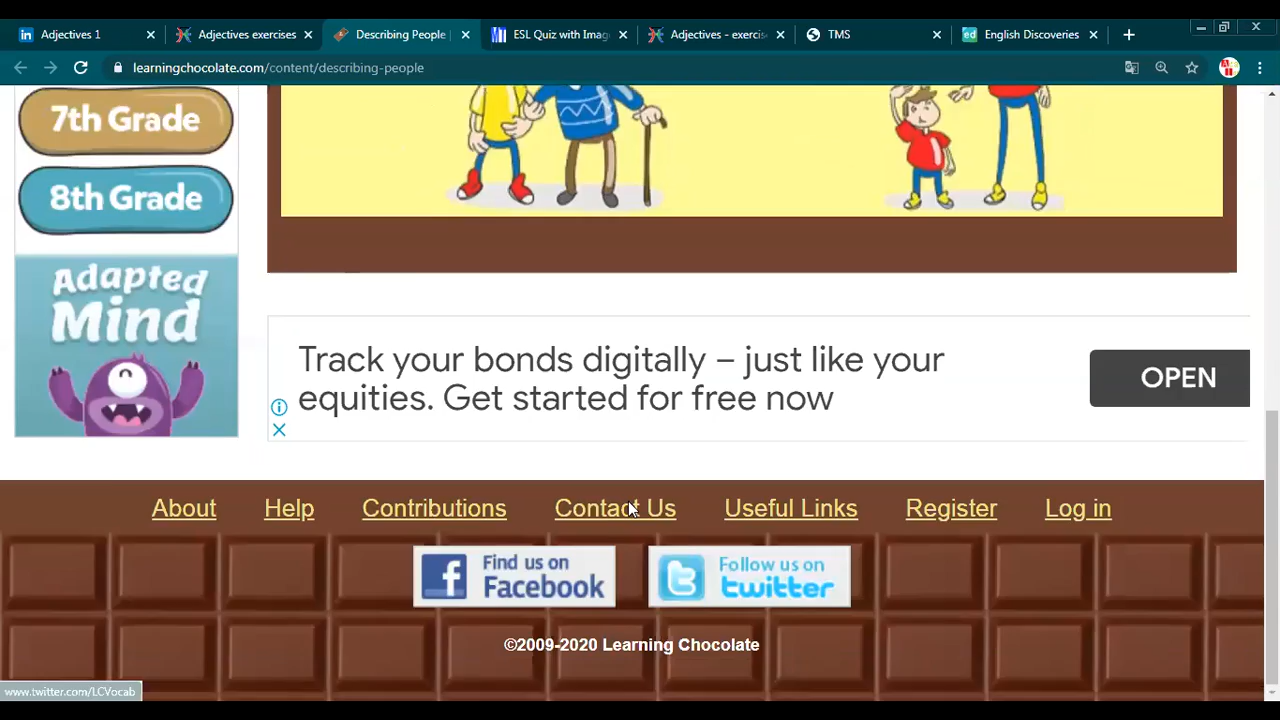 Adjectives 1
Adjectives exercises
Describing People |
ESL Quiz with Imag
Adjectives - exercis
TMS
English Discoveries
learningchocolate.com/content/describing-people
7th Grade
8th Grade
Adapted
Mind
Track your bonds digitally – just like your
equities. Get started for free now
OPEN
About
Help
Contributions
Contact Us
Useful Links
Register
Log in
Find us on
Facebook
Follow us on
twitter
©2009-2020 Learning Chocolate
www.twitter.com/LCVocab